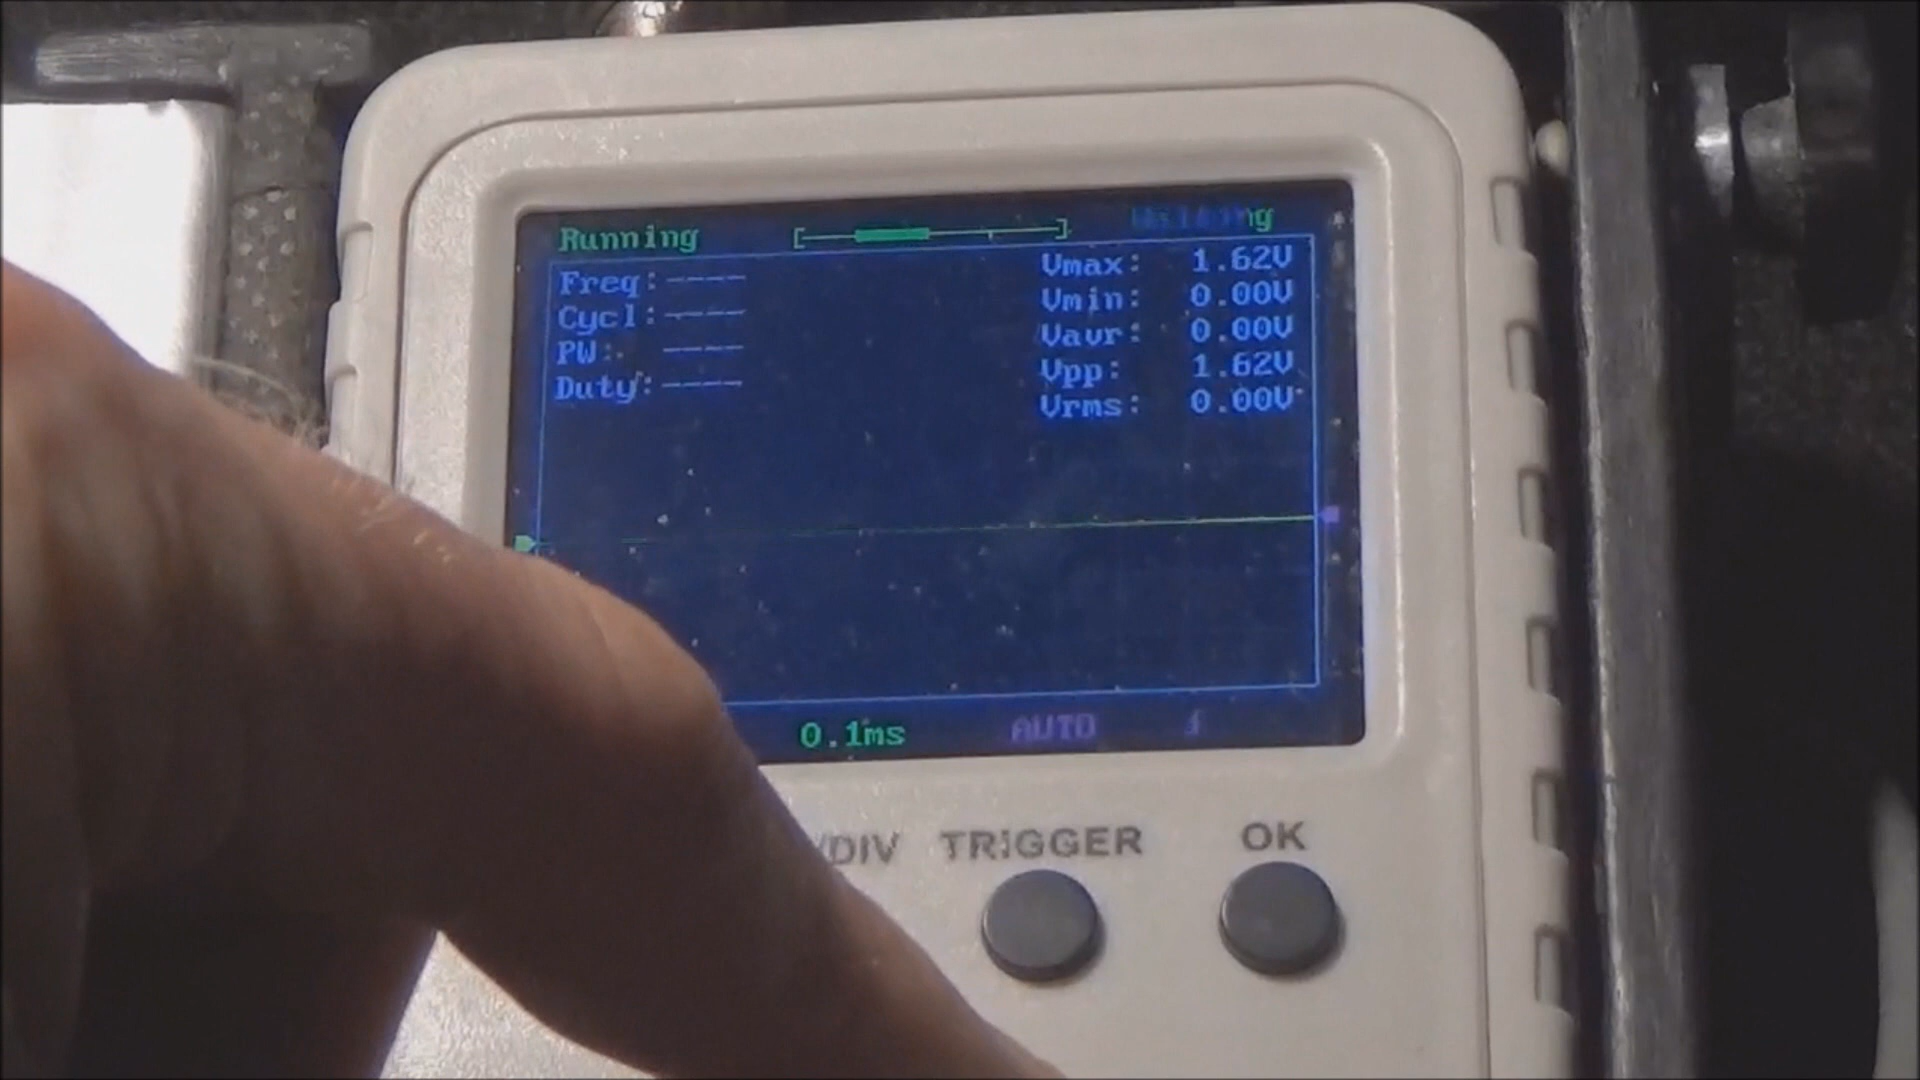 Running
Freq:----
Cycl:----
PW: ----
Duty:----
Vmax: 1.62V
Vmin: 0.00V
Vavr: 0.00V
Vpp: 1.62V
Vrms: 0.00V
0.1ms AUTO
/DIV TRIGGER OK